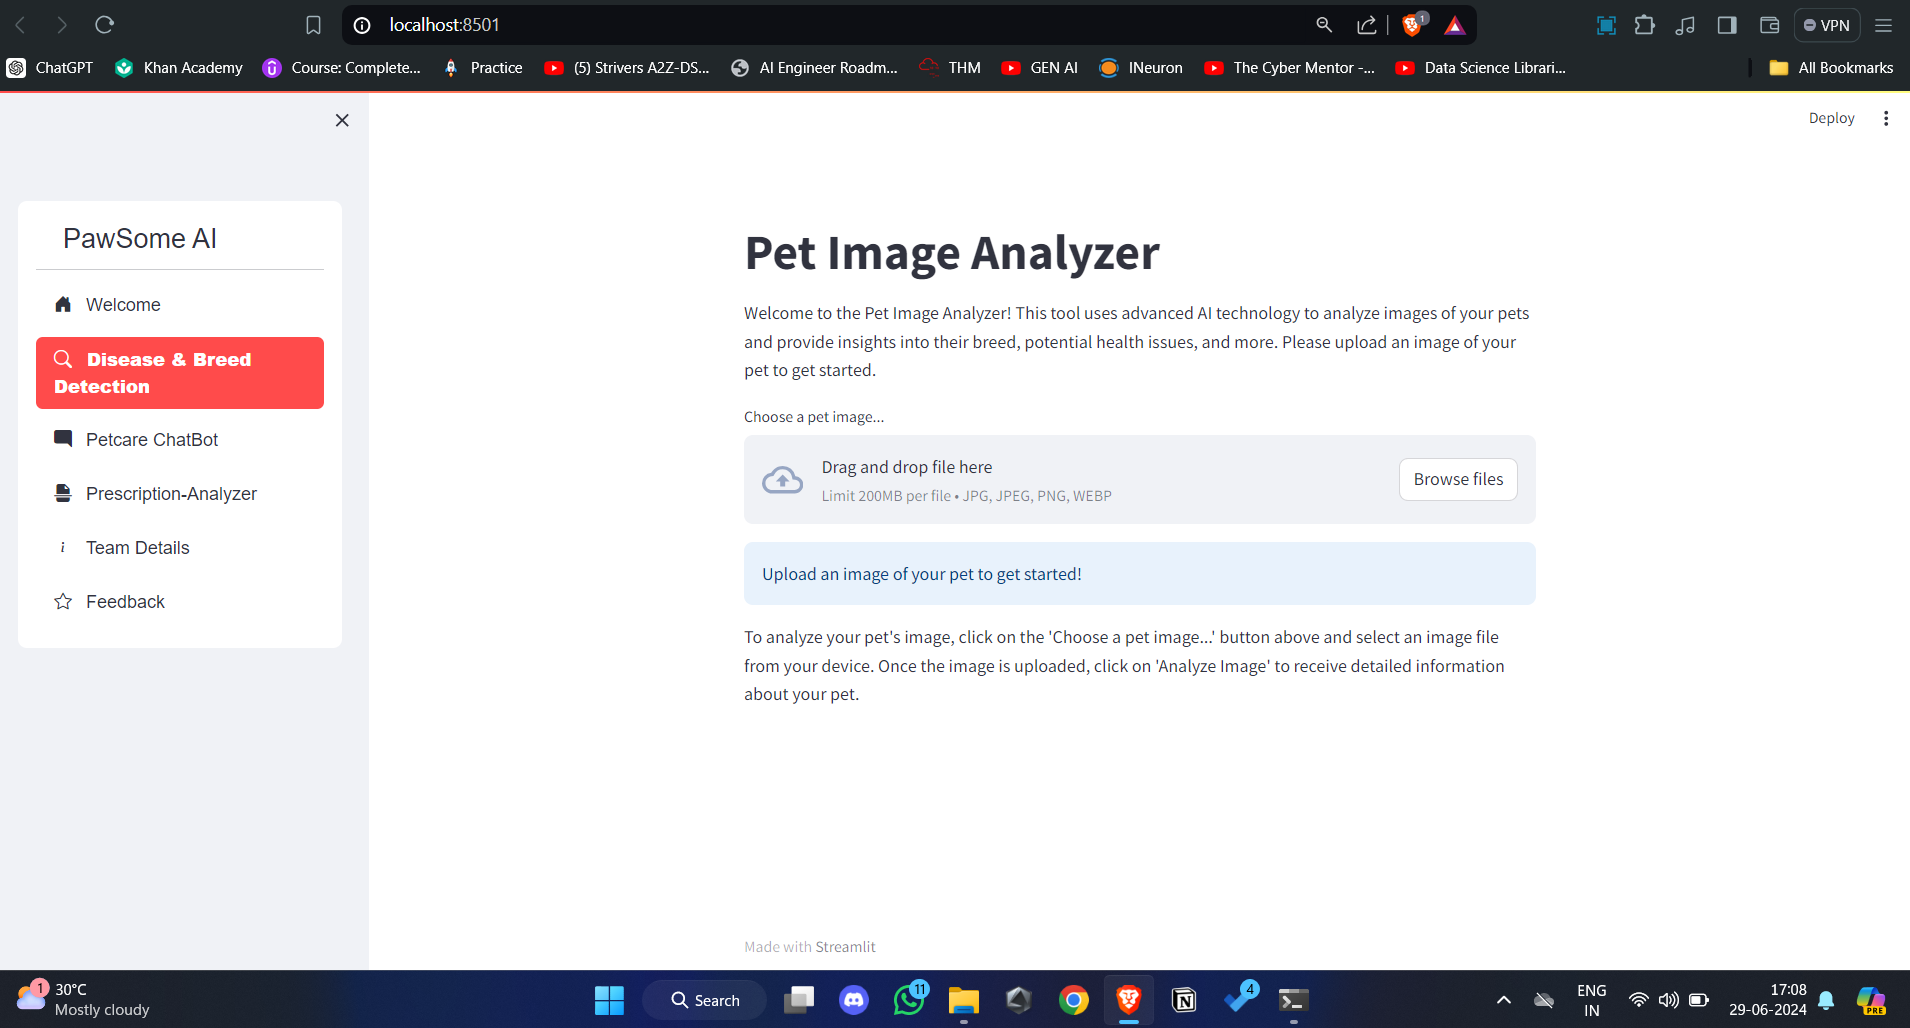 localhost:8501
1
VPN
ChatGPT
Khan Academy
Course: Complete...
Practice
(5) Strivers A2Z-DS...
AI Engineer Roadm...
THM
GEN AI
INeuron
The Cyber Mentor -...
Data Science Librari...
All Bookmarks
Deploy
PawSome AI
Welcome
Disease & Breed
Detection
Petcare ChatBot
Prescription-Analyzer
Team Details
Feedback
Pet Image Analyzer
Welcome to the Pet Image Analyzer! This tool uses advanced AI technology to analyze images of your pets
and provide insights into their breed, potential health issues, and more. Please upload an image of your
pet to get started.
Choose a pet image...
Drag and drop file here
Limit 200MB per file • JPG, JPEG, PNG, WEBP
Browse files
Upload an image of your pet to get started!
To analyze your pet's image, click on the 'Choose a pet image...' button above and select an image file
from your device. Once the image is uploaded, click on 'Analyze Image' to receive detailed information
about your pet.
Made with Streamlit
1
30°C
Mostly cloudy
Search
11
4
ENG
IN
17:08
29-06-2024
PRE